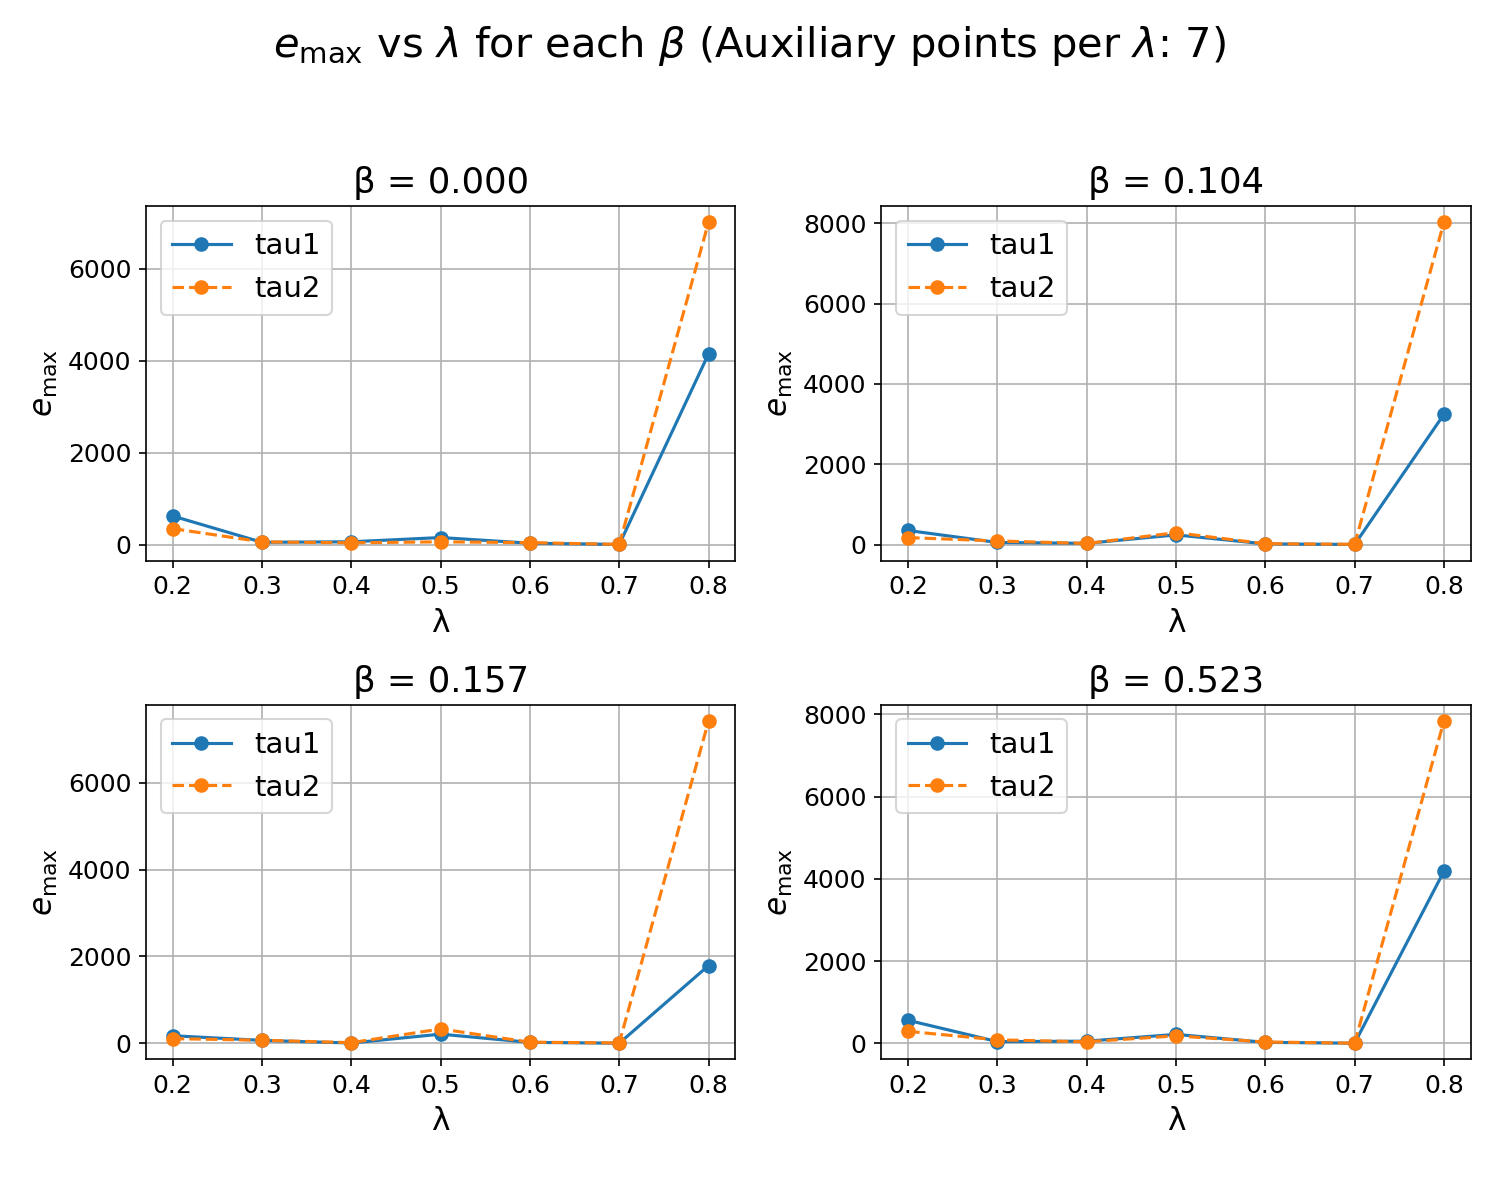 e_max vs λ for each β (Auxiliary points per λ: 7)
β = 0.000
tau1
tau2
6000
4000
2000
0
e_max
0.2 0.3 0.4 0.5 0.6 0.7 0.8
λ
β = 0.104
tau1
tau2
8000
6000
4000
2000
0
e_max
0.2 0.3 0.4 0.5 0.6 0.7 0.8
λ
β = 0.157
tau1
tau2
6000
4000
2000
0
e_max
0.2 0.3 0.4 0.5 0.6 0.7 0.8
λ
β = 0.523
tau1
tau2
8000
6000
4000
2000
0
e_max
0.2 0.3 0.4 0.5 0.6 0.7 0.8
λ